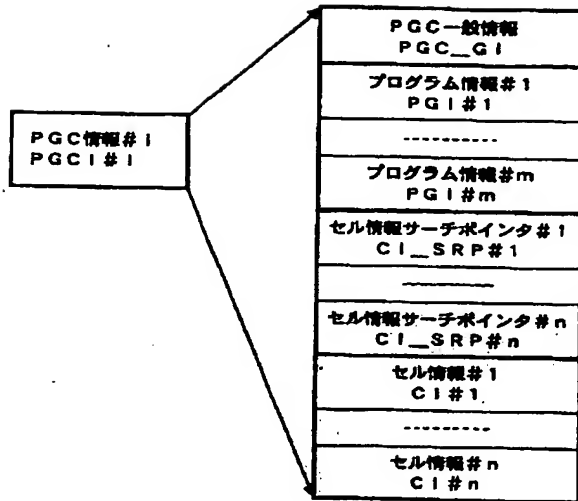 PGC情報#i
PGCI#i
PGC一般情報
PGC_GI
プログラム情報#1
PGI#1
プログラム情報#m
PGI#m
セル情報サーチポインタ#1
CI_SRP#1
セル情報サーチポインタ#n
CI_SRP#n
セル情報#1
CI#1
セル情報#n
CI#n